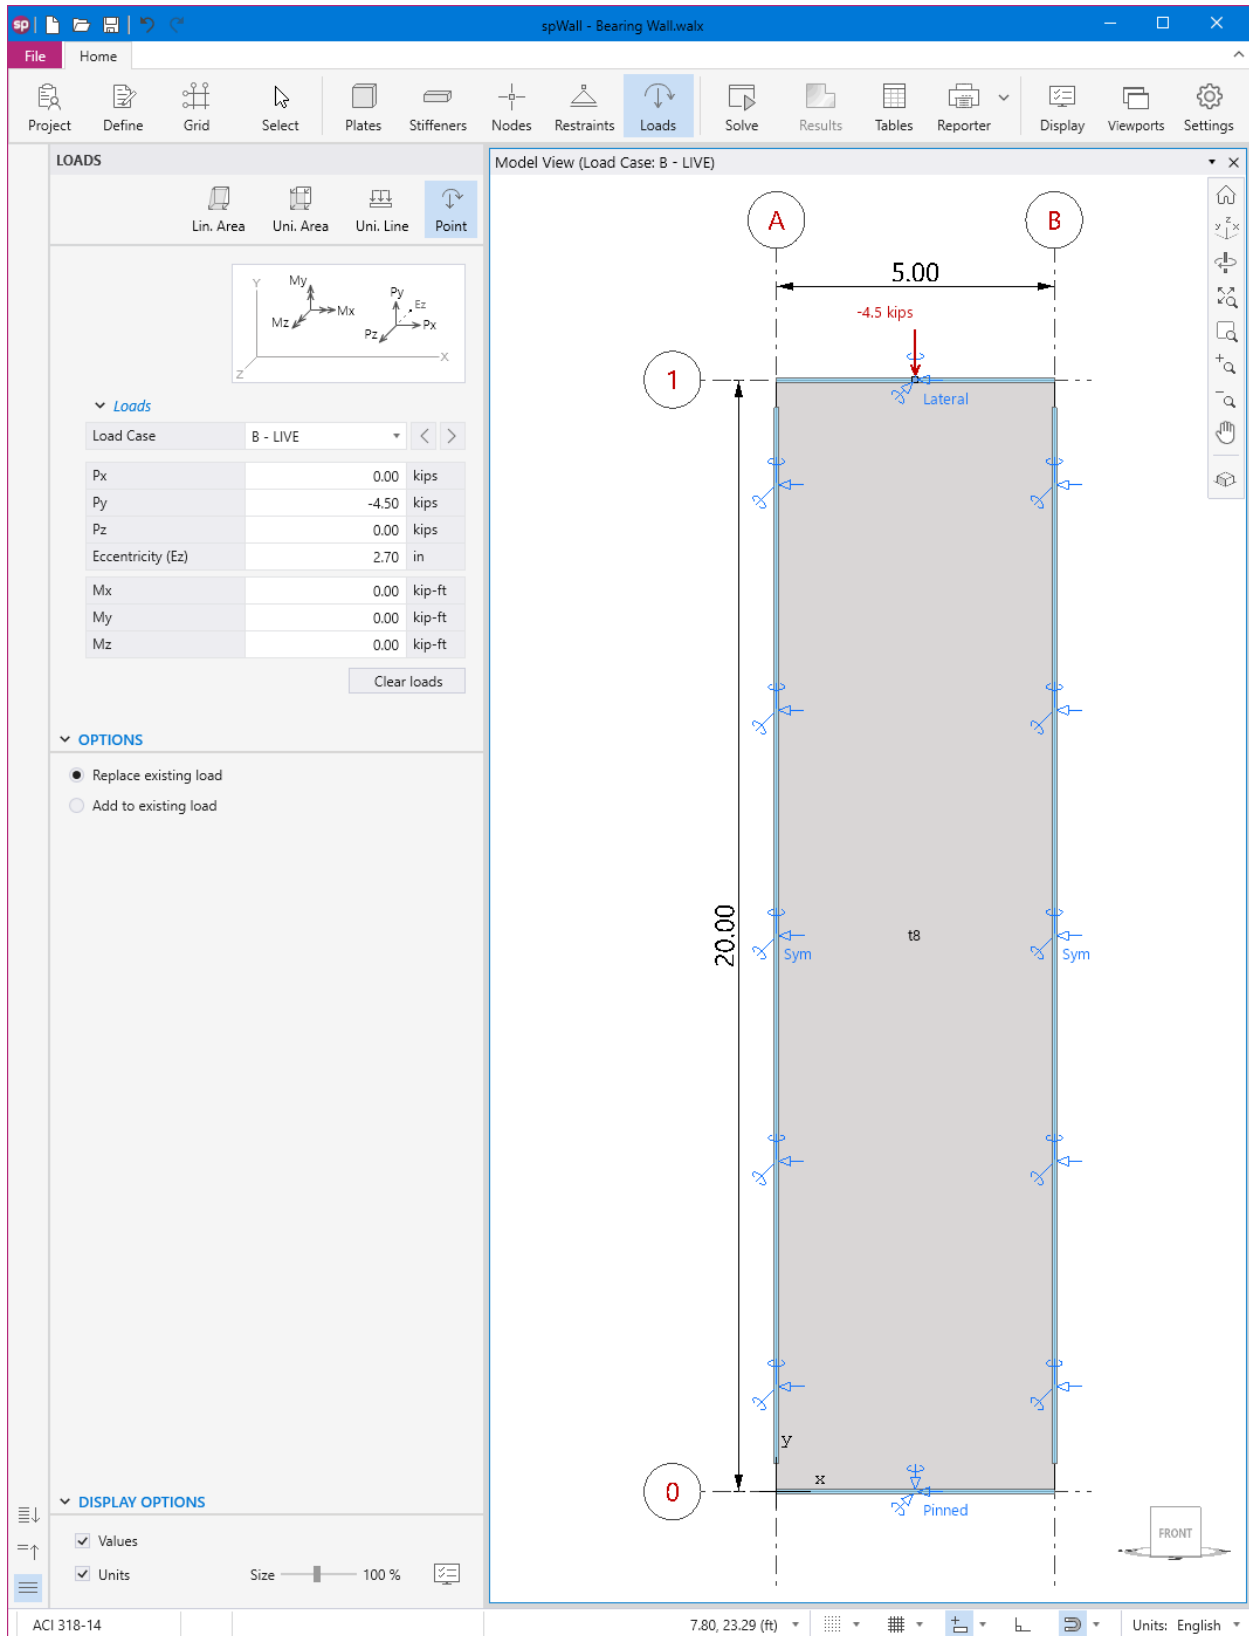 sp
spWall - Bearing Wall.walx
File Home
Project Define Grid Select Plates Stiffeners Nodes Restraints Loads Solve Results Tables Reporter Display Viewports Settings
LOADS
Lin. Area Uni. Area Uni. Line Point
Y My Mx Mz Py Ez Px Pz X Z
Loads
Load Case B - LIVE
Px 0.00 kips
Py -4.50 kips
Pz 0.00 kips
Eccentricity (Ez) 2.70 in
Mx 0.00 kip-ft
My 0.00 kip-ft
Mz 0.00 kip-ft
Clear loads
OPTIONS
Replace existing load
Add to existing load
DISPLAY OPTIONS
Values
Units Size 100 %
Model View (Load Case: B - LIVE)
A B
5.00
-4.5 kips
1
Lateral
20.00
t8
Sym Sym
y
x
0
Pinned
y z x
FRONT
ACI 318-14 7.80, 23.29 (ft) Units: English